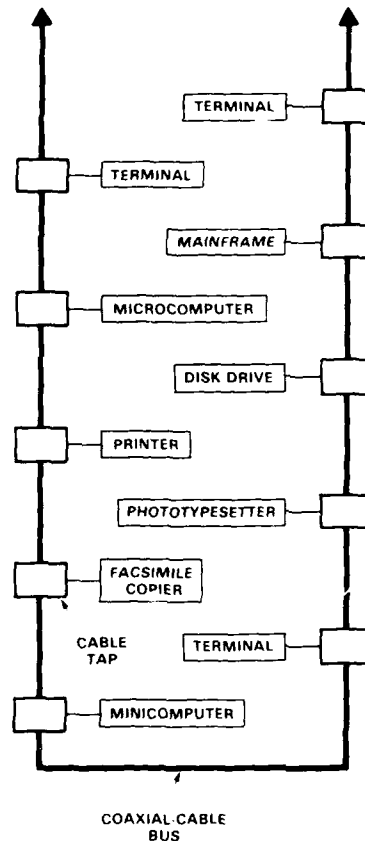 TERMINAL
TERMINAL
MAINFRAME
MICROCOMPUTER
DISK DRIVE
PRINTER
PHOTOTYPESETTER
FACSIMILE
COPIER
CABLE
TAP
TERMINAL
MINICOMPUTER
COAXIAL-CABLE
BUS